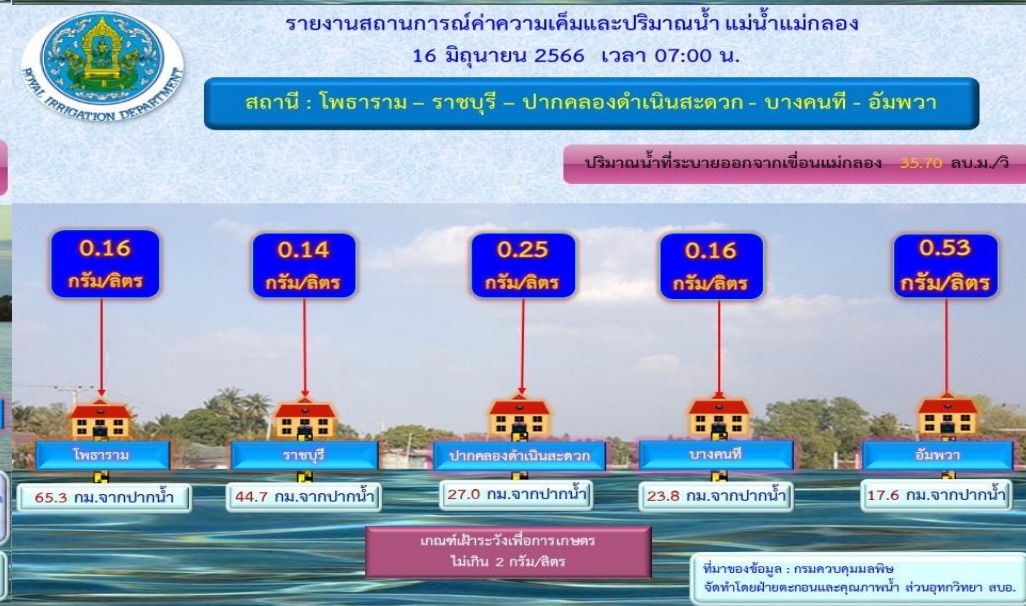 รายงานสถานการณ์ค่าความเค็มและปริมาณน้ำ แม่น้ำแม่กลอง
16 มิถุนายน 2566 เวลา 07:00 น.
ROYAL IRRIGATION DEPARTMENT
สถานี : โพธาราม – ราชบุรี – ปากคลองดำเนินสะดวก - บางคนที - อัมพวา
ปริมาณน้ำที่ระบายออกจากเขื่อนแม่กลอง 35.70 ลบ.ม./วิ
0.16 0.14 0.25 0.16 0.53
กรัม/ลิตร กรัม/ลิตร กรัม/ลิตร กรัม/ลิตร กรัม/ลิตร
โพธาราม ราชบุรี ปากคลองดำเนินสะดวก บางคนที อัมพวา
65.3 กม.จากปากน้ำ 44.7 กม.จากปากน้ำ 27.0 กม.จากปากน้ำ 23.8 กม.จากปากน้ำ 17.6 กม.จากปากน้ำ
เกณฑ์เฝ้าระวังเพื่อการเกษตร
ไม่เกิน 2 กรัม/ลิตร
ที่มาของข้อมูล : กรมควบคุมมลพิษ
จัดทำโดยฝ่ายตะกอนและคุณภาพน้ำ ส่วนอุทกวิทยา สบอ.